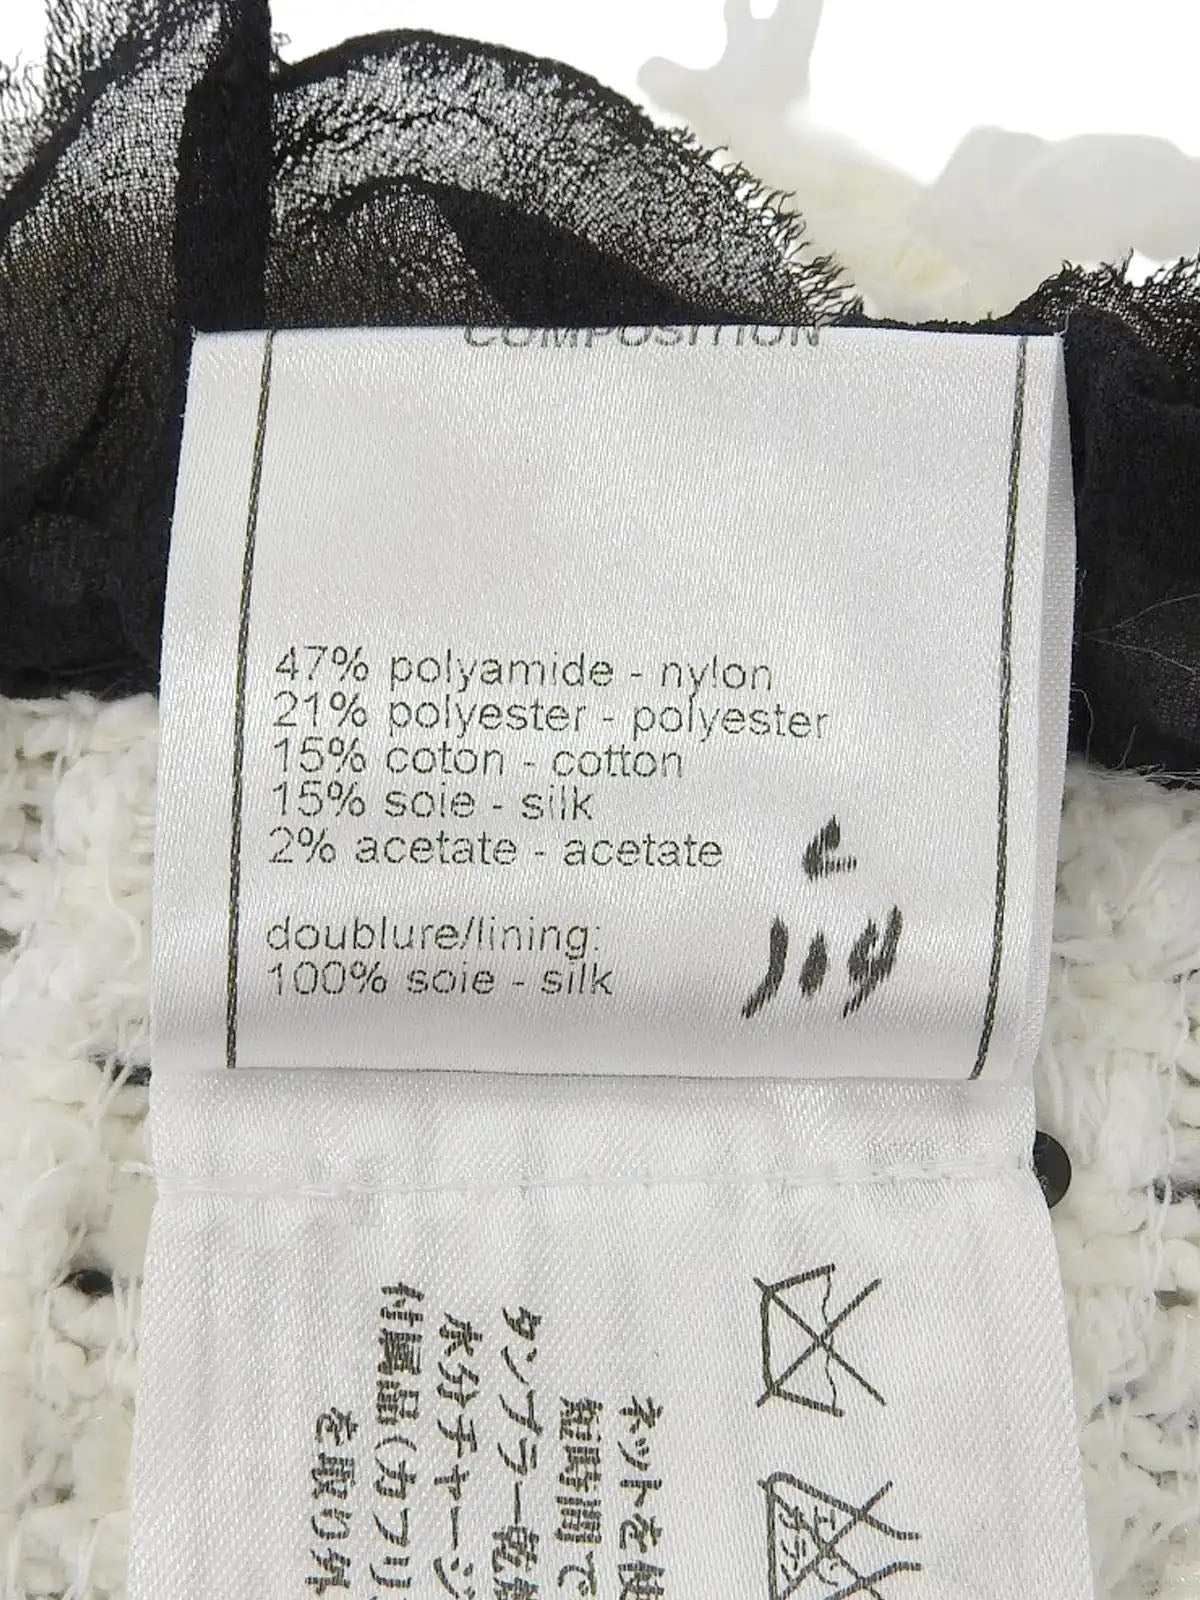 COMPOSITION
47% polyamide - nylon
21% polyester - polyester
15% coton - cotton
15% soie - silk
2% acetate - acetate
doublure/lining:
100% soie - silk
ネットを使
短時間で
タンブラー乾燥
水分チャージ
付属品(カフリ
を取り外